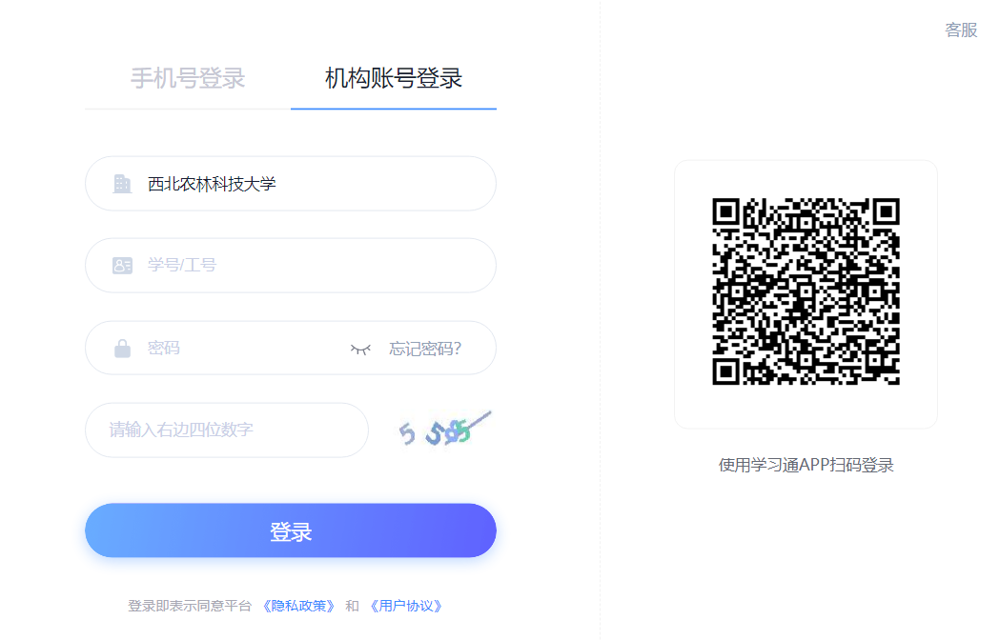 客服
手机号登录
机构账号登录
西北农林科技大学
学号/工号
密码
忘记密码？
请输入右边四位数字
登录
登录即表示同意平台 《隐私政策》 和 《用户协议》
使用学习通APP扫码登录